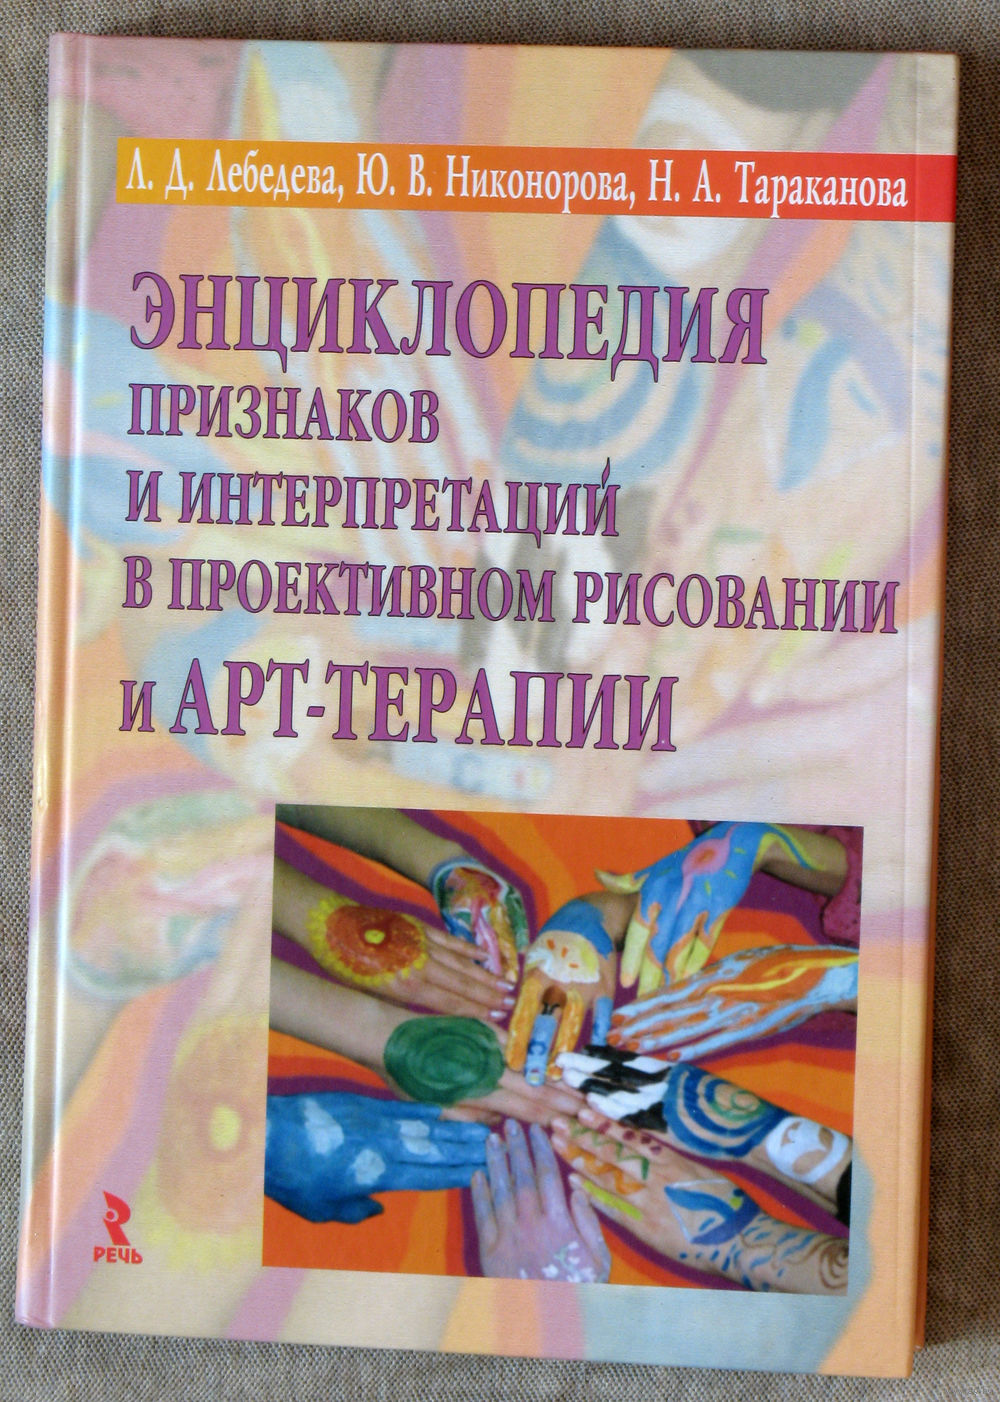 Л. Д. Лебедева, Ю. В. Никонорова, Н. А. Тараканова
ЭНЦИКЛОПЕДИЯ
ПРИЗНАКОВ
И ИНТЕРПРЕТАЦИЙ
В ПРОЕКТИВНОМ РИСОВАНИИ
И АРТ-ТЕРАПИИ
РЕЧЬ